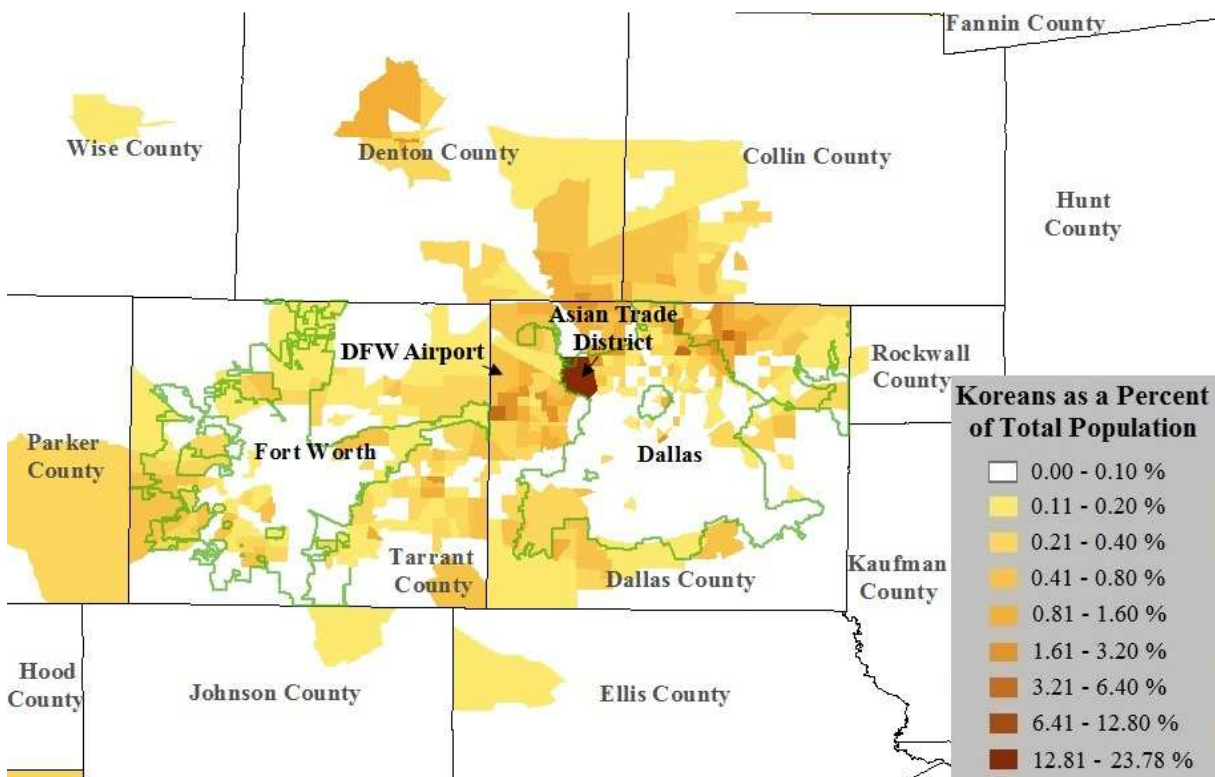 Fannin County
Wise County
Denton County
Collin County
Hunt
County
Asian Trade
District
DFW Airport
Rockwall
County
Koreans as a Percent
of Total Population
Parker
County
Fort Worth
Dallas
0.00 - 0.10 %
0.11 - 0.20 %
0.21 - 0.40 %
0.41 - 0.80 %
0.81 - 1.60 %
1.61 - 3.20 %
3.21 - 6.40 %
6.41 - 12.80 %
12.81 - 23.78 %
Tarrant
County
Dallas County
Kaufman
County
Hood
County
Johnson County
Ellis County